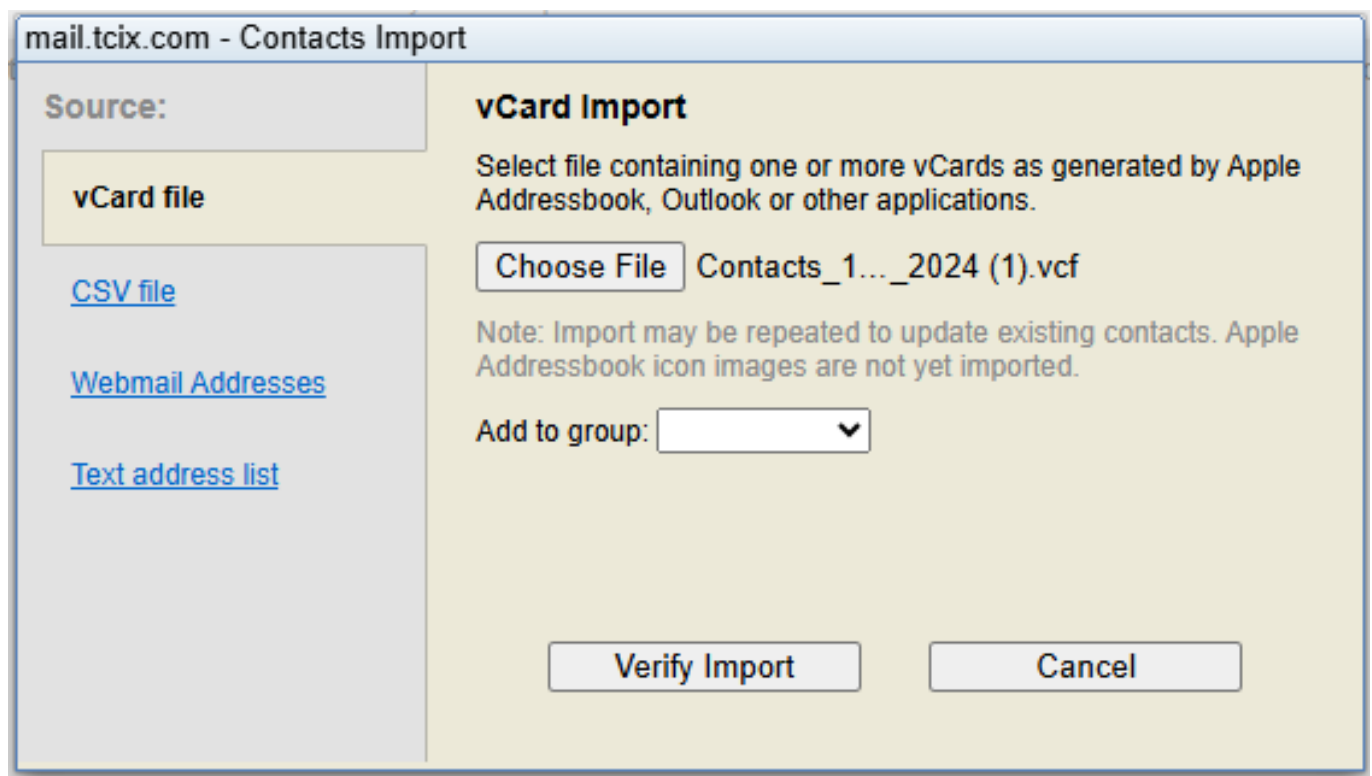 mail.tcix.com - Contacts Import
Source:
vCard file
CSV file
Webmail Addresses
Text address list
vCard Import
Select file containing one or more vCards as generated by Apple
Addressbook, Outlook or other applications.
Choose File Contacts_1..._2024 (1).vcf
Note: Import may be repeated to update existing contacts. Apple
Addressbook icon images are not yet imported.
Add to group:
Verify Import Cancel